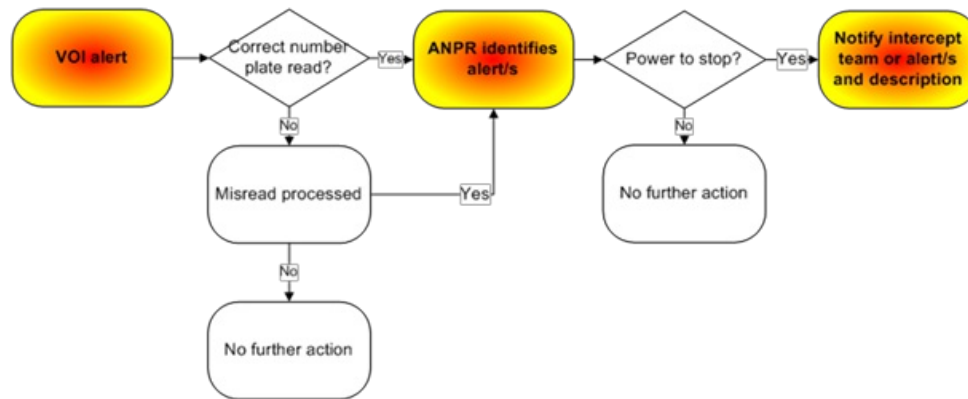 VOI alert
Correct number
plate read?
Yes
ANPR identifies
alert/s
Power to stop?
Yes
Notify intercept
team or alert/s
and description
No
No
Misread processed
Yes
No further action
No
No further action